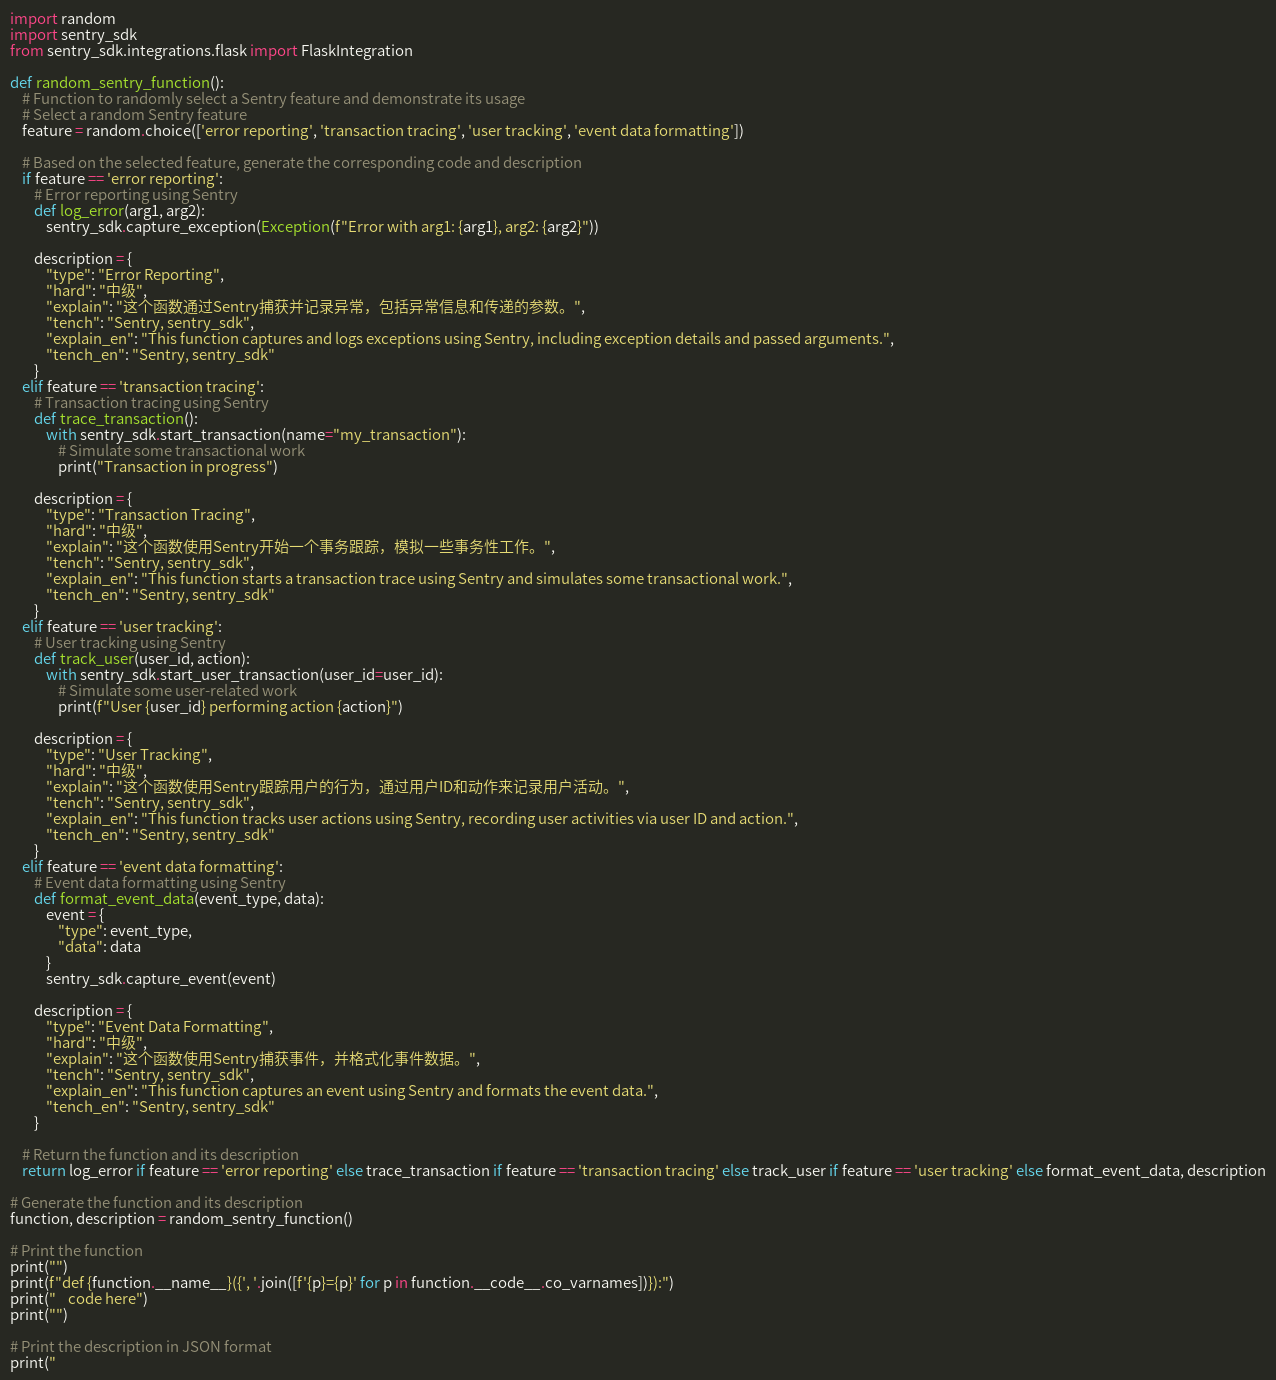 import random
import sentry_sdk
from sentry_sdk.integrations.flask import FlaskIntegration

def random_sentry_function():
    # Function to randomly select a Sentry feature and demonstrate its usage
    # Select a random Sentry feature
    feature = random.choice(['error reporting', 'transaction tracing', 'user tracking', 'event data formatting'])

    # Based on the selected feature, generate the corresponding code and description
    if feature == 'error reporting':
        # Error reporting using Sentry
        def log_error(arg1, arg2):
            sentry_sdk.capture_exception(Exception(f"Error with arg1: {arg1}, arg2: {arg2}"))

        description = {
            "type": "Error Reporting",
            "hard": "中级",
            "explain": "这个函数通过Sentry捕获并记录异常，包括异常信息和传递的参数。",
            "tench": "Sentry, sentry_sdk",
            "explain_en": "This function captures and logs exceptions using Sentry, including exception details and passed arguments.",
            "tench_en": "Sentry, sentry_sdk"
        }
    elif feature == 'transaction tracing':
        # Transaction tracing using Sentry
        def trace_transaction():
            with sentry_sdk.start_transaction(name="my_transaction"):
                # Simulate some transactional work
                print("Transaction in progress")

        description = {
            "type": "Transaction Tracing",
            "hard": "中级",
            "explain": "这个函数使用Sentry开始一个事务跟踪，模拟一些事务性工作。",
            "tench": "Sentry, sentry_sdk",
            "explain_en": "This function starts a transaction trace using Sentry and simulates some transactional work.",
            "tench_en": "Sentry, sentry_sdk"
        }
    elif feature == 'user tracking':
        # User tracking using Sentry
        def track_user(user_id, action):
            with sentry_sdk.start_user_transaction(user_id=user_id):
                # Simulate some user-related work
                print(f"User {user_id} performing action {action}")

        description = {
            "type": "User Tracking",
            "hard": "中级",
            "explain": "这个函数使用Sentry跟踪用户的行为，通过用户ID和动作来记录用户活动。",
            "tench": "Sentry, sentry_sdk",
            "explain_en": "This function tracks user actions using Sentry, recording user activities via user ID and action.",
            "tench_en": "Sentry, sentry_sdk"
        }
    elif feature == 'event data formatting':
        # Event data formatting using Sentry
        def format_event_data(event_type, data):
            event = {
                "type": event_type,
                "data": data
            }
            sentry_sdk.capture_event(event)

        description = {
            "type": "Event Data Formatting",
            "hard": "中级",
            "explain": "这个函数使用Sentry捕获事件，并格式化事件数据。",
            "tench": "Sentry, sentry_sdk",
            "explain_en": "This function captures an event using Sentry and formats the event data.",
            "tench_en": "Sentry, sentry_sdk"
        }

    # Return the function and its description
    return log_error if feature == 'error reporting' else trace_transaction if feature == 'transaction tracing' else track_user if feature == 'user tracking' else format_event_data, description

# Generate the function and its description
function, description = random_sentry_function()

# Print the function
print("")
print(f"def {function.__name__}({', '.join([f'{p}={p}' for p in function.__code__.co_varnames])}):")
print("    code here")
print("")

# Print the description in JSON format
print("